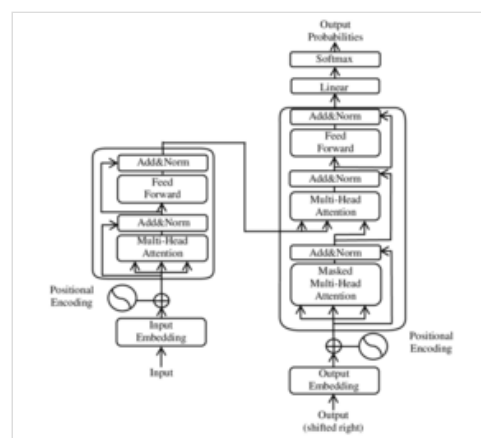 Output
Probabilities
Softmax
Linear
Add&Norm
Feed
Forward
Add&Norm
Multi-Head
Attention
Add&Norm
Masked
Multi-Head
Attention
Positional
Encoding
Output
Embedding
Output
(shifted right)
Add&Norm
Feed
Forward
Add&Norm
Multi-Head
Attention
Positional
Encoding
Input
Embedding
Input